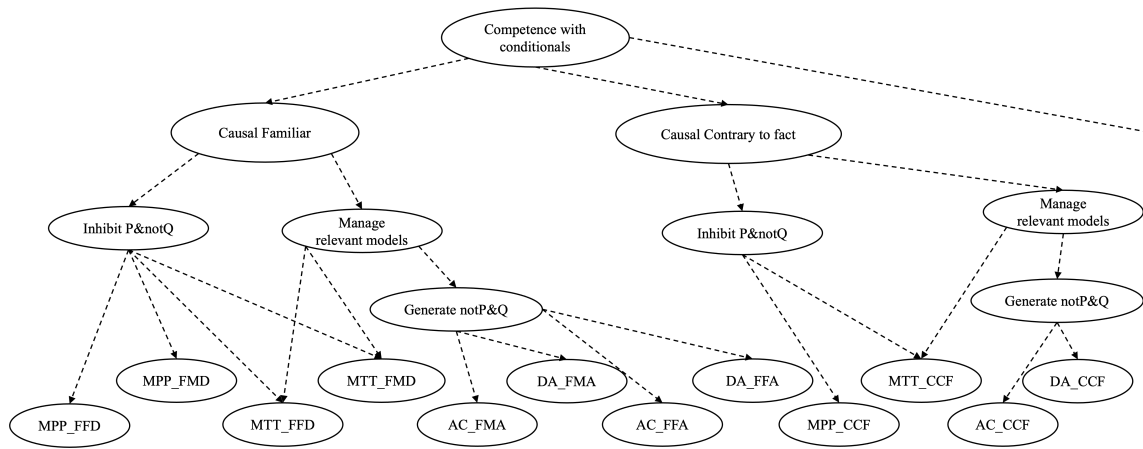 Competence with
conditionals
Causal Familiar
Causal Contrary to fact
Inhibit P&notQ
Manage
relevant models
Inhibit P&notQ
Manage
relevant models
Generate notP&Q
Generate notP&Q
MPP_FMD
MTT_FMD
DA_FMA
DA_FFA
MTT_CCF
DA_CCF
MPP_FFD
MTT_FFD
AC_FMA
AC_FFA
MPP_CCF
AC_CCF